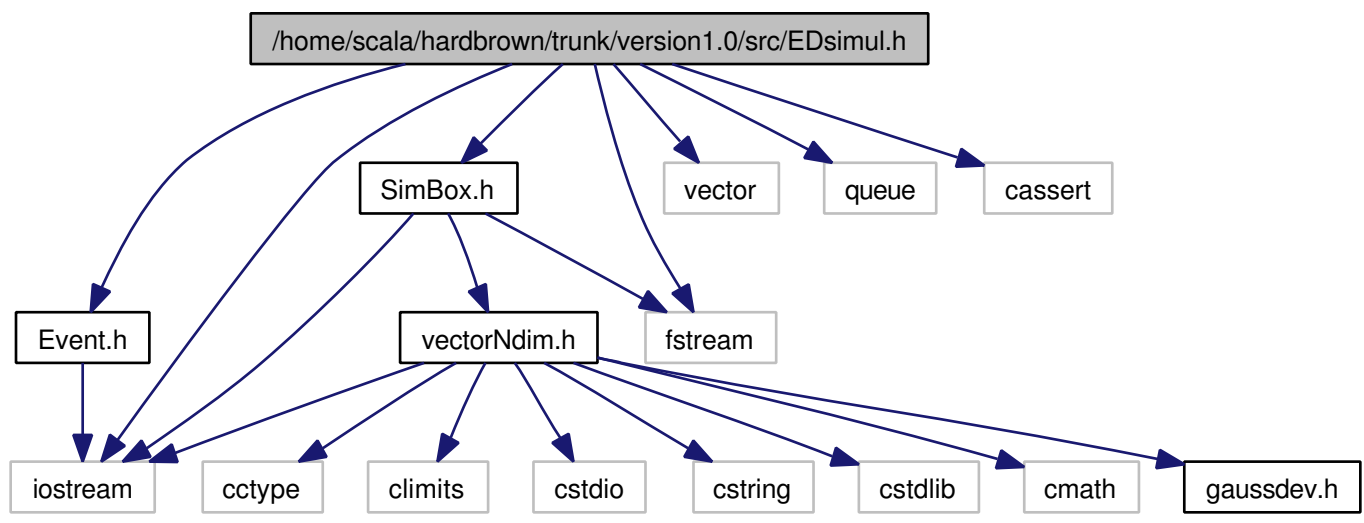 /home/scala/hardbrown/trunk/version1.0/src/EDsimul.h
SimBox.h
vector
queue
cassert
Event.h
vectorNdim.h
fstream
iostream
cctype
climits
cstdio
cstring
cstdlib
cmath
gaussdev.h